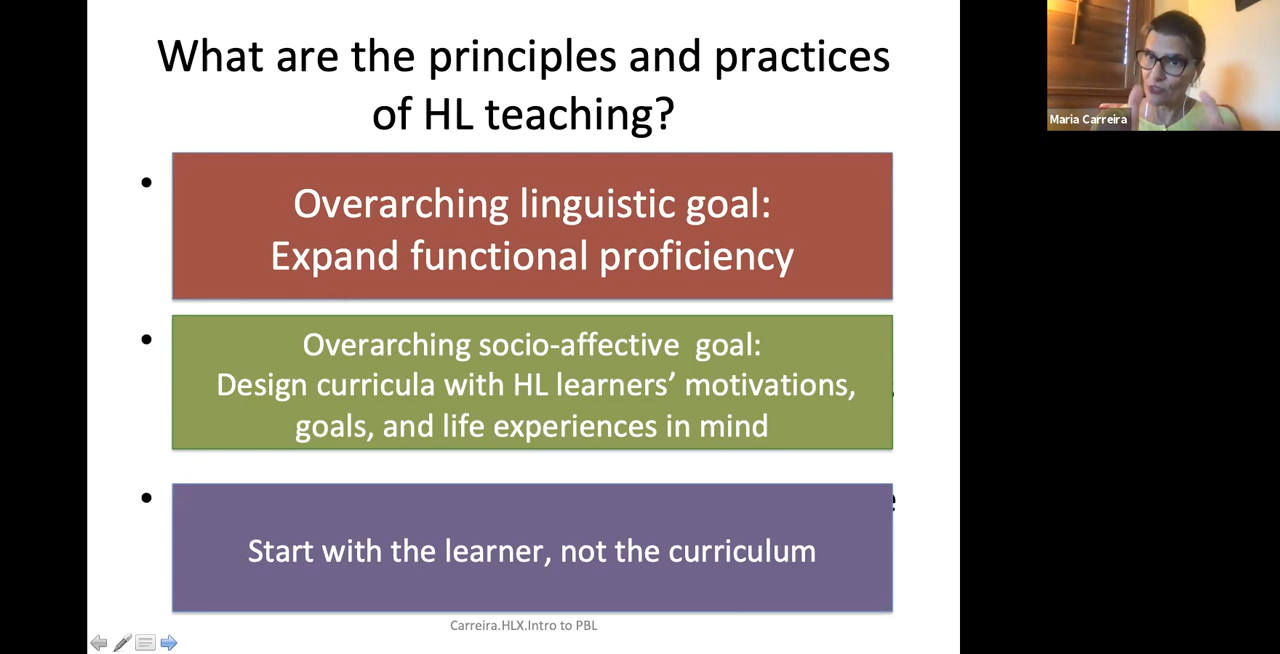 What are the principles and practices
of HL teaching?
Overarching linguistic goal:
Expand functional proficiency
Overarching socio-affective goal:
Design curricula with HL learners’ motivations,
goals, and life experiences in mind
Start with the learner, not the curriculum
Carreira.HLX.Intro to PBL
Maria Carreira